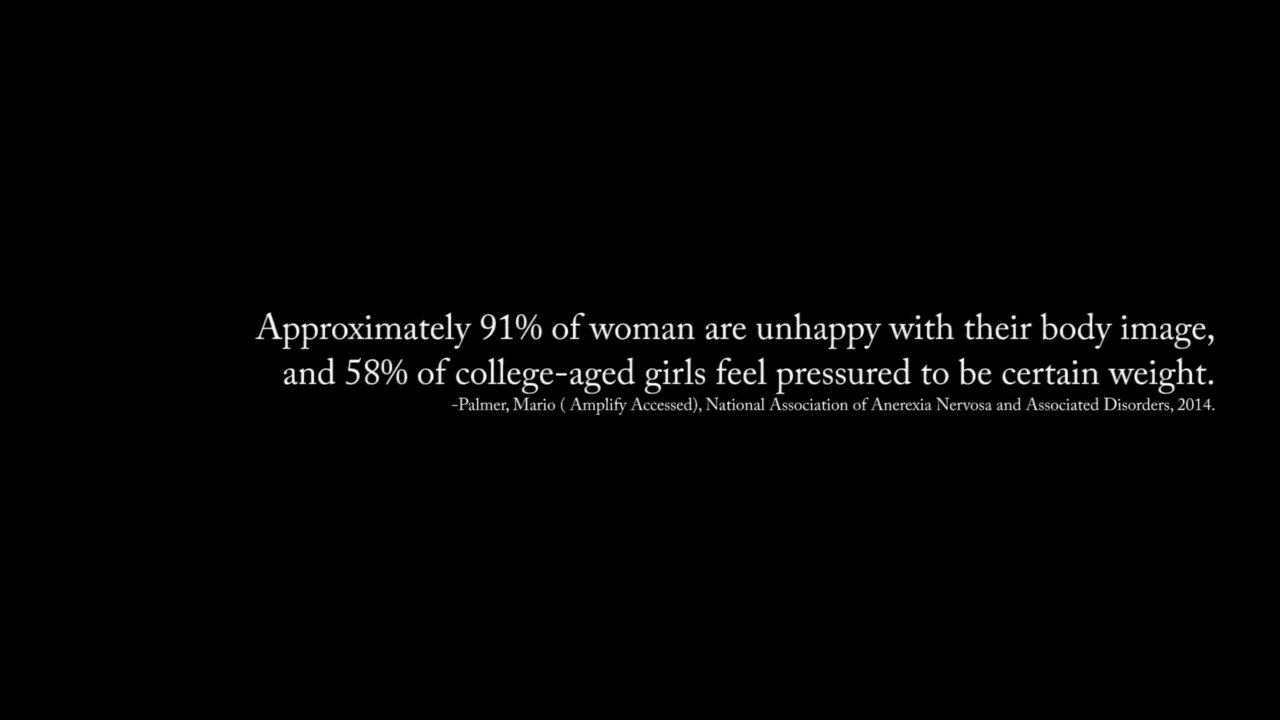 Approximately 91% of woman are unhappy with their body image,
and 58% of college-aged girls feel pressured to be certain weight.
-Palmer, Mario ( Amplify Accessed), National Association of Anerexia Nervosa and Associated Disorders, 2014.